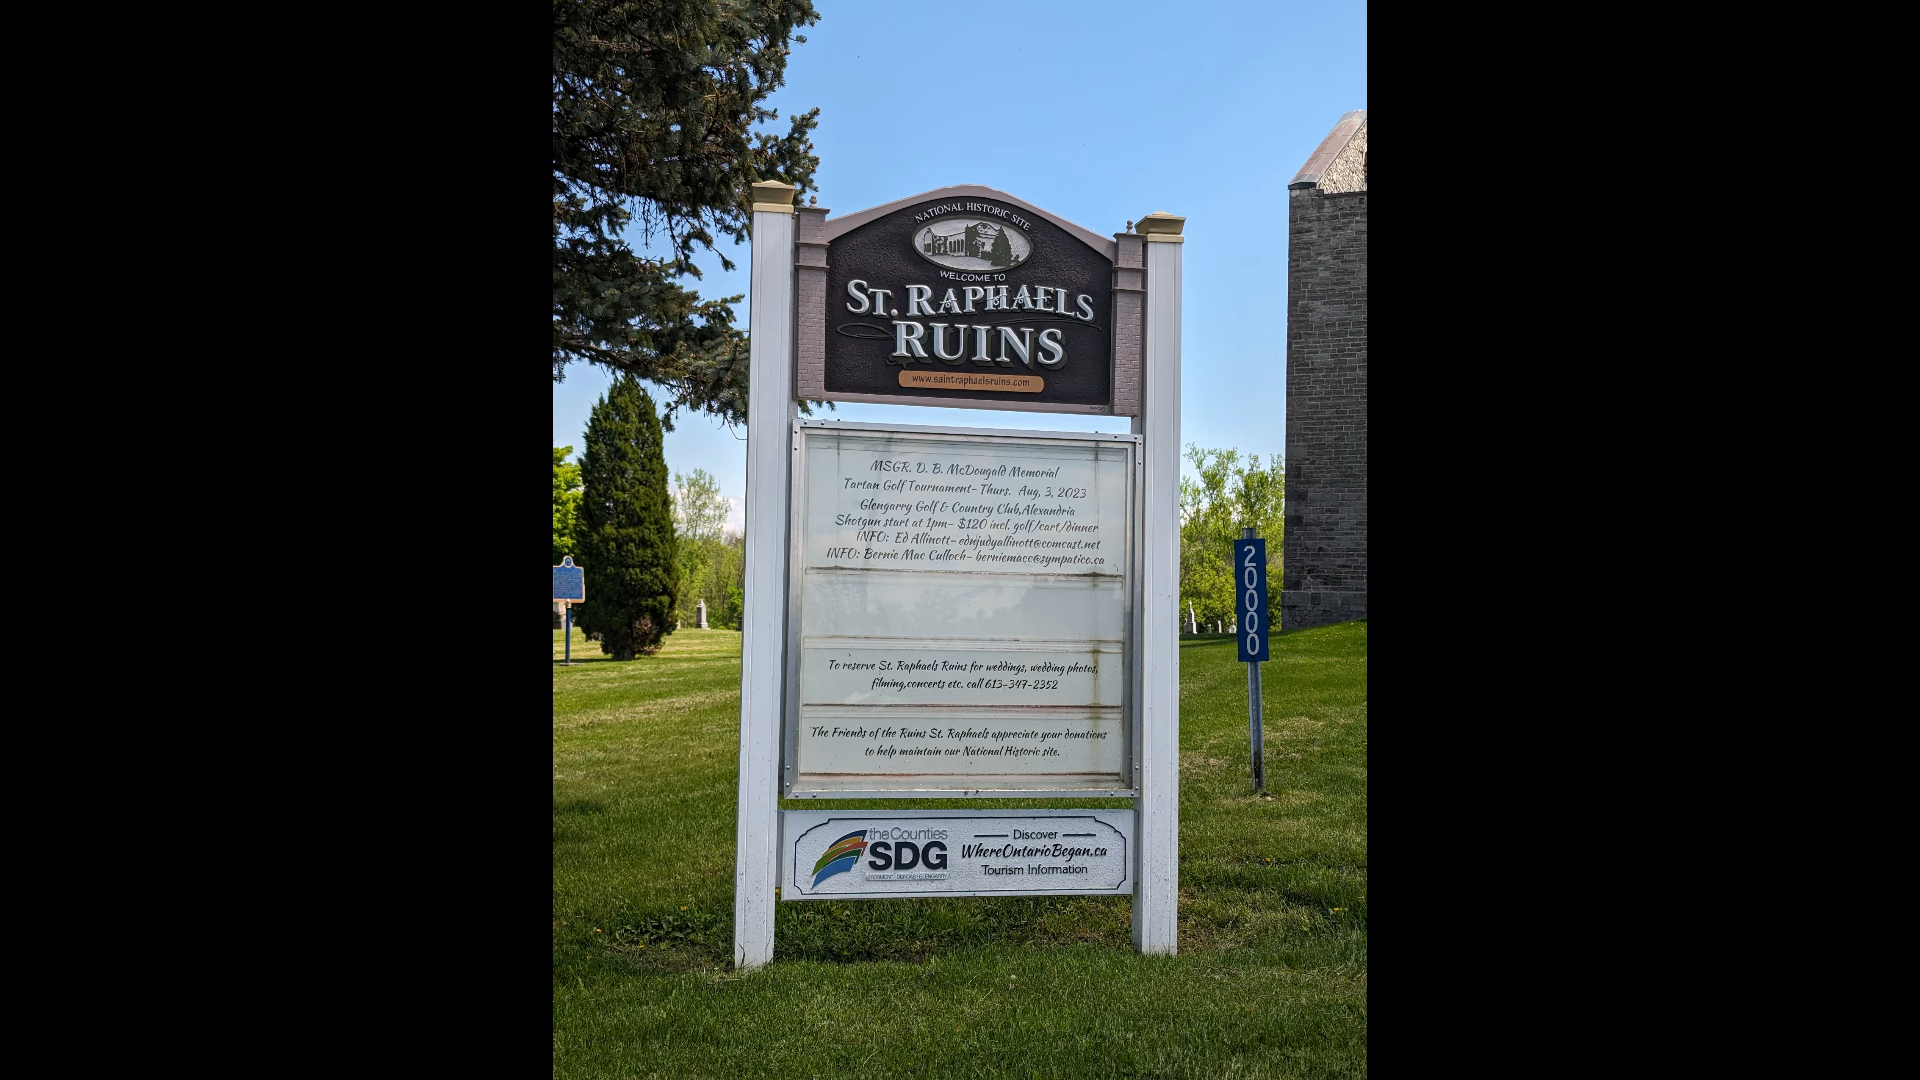 NATIONAL HISTORIC SITE
WELCOME TO
ST. RAPHAELS
RUINS
www.saintraphaelsruins.com
MSGR. D. B. McDougald Memorial
Tartan Golf Tournament- Thurs. Aug, 3, 2023
Glengarry Golf & Country Club,Alexandria
Shotgun start at 1pm- $120 incl. golf/cart/dinner
INFO: Ed Allinott- ednjudyallinott@comcast.net
INFO: Bernie Mac Culloch- berniemacc@sympatico.ca
To reserve St. Raphaels Ruins for weddings, wedding photos,
filming,concerts etc. call 613-347-2352
The Friends of the Ruins St. Raphaels appreciate your donations
to help maintain our National Historic site.
the Counties
SDG
STORMONT · DUNDAS · GLENGARRY
Discover
WhereOntarioBegan.ca
Tourism Information
20000